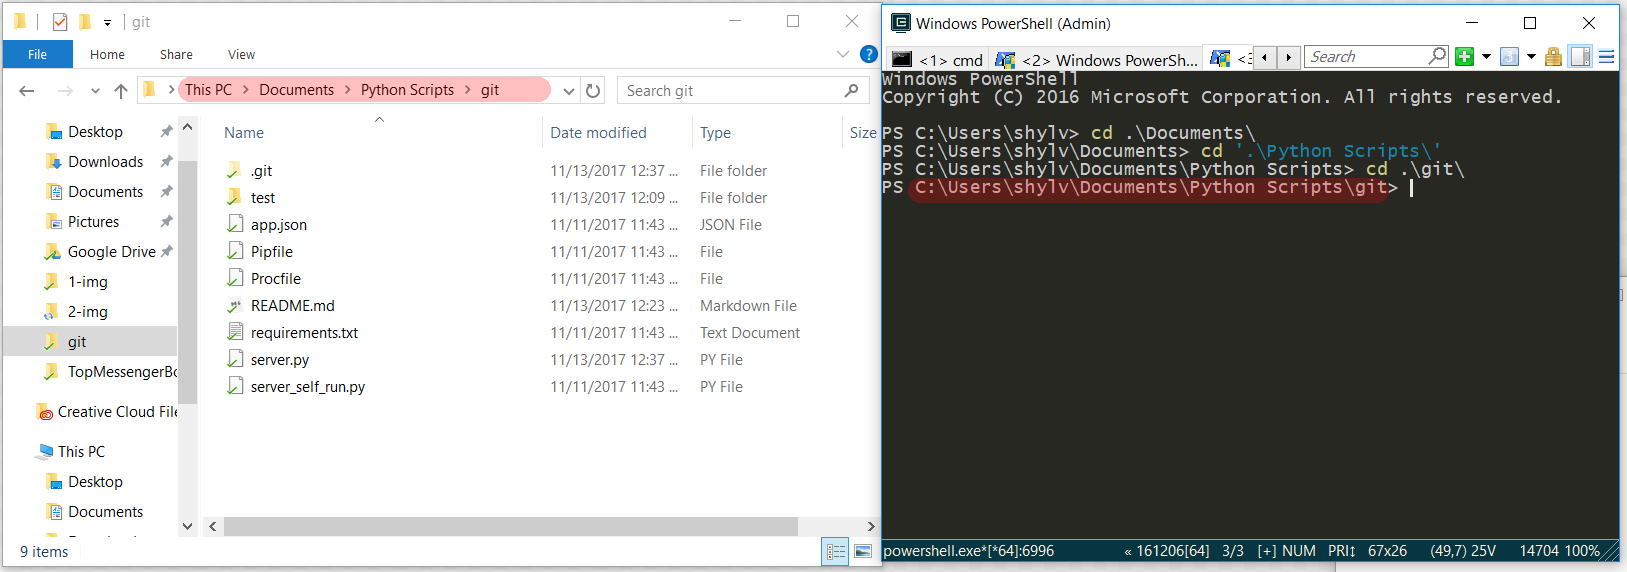 git
File Home Share View
This PC Documents Python Scripts git Search git
Desktop
Downloads
Documents
Pictures
Google Drive
1-img
2-img
git
TopMessengerBo
Creative Cloud File
This PC
Desktop
Documents
Name Date modified Type Size
.git 11/13/2017 12:37 ... File folder
test 11/13/2017 12:09 ... File folder
app.json 11/11/2017 11:43 ... JSON File
Pipfile 11/11/2017 11:43 ... File
Procfile 11/11/2017 11:43 ... File
README.md 11/13/2017 12:23 ... Markdown File
requirements.txt 11/11/2017 11:43 ... Text Document
server.py 11/13/2017 12:37 ... PY File
server_self_run.py 11/11/2017 11:43 ... PY File
9 items
Windows PowerShell (Admin)
<1> cmd <2> Windows PowerSh... <3 Search
Windows PowerShell
Copyright (C) 2016 Microsoft Corporation. All rights reserved.
PS C:\Users\shylv> cd .\Documents\
PS C:\Users\shylv\Documents> cd '.\Python Scripts\'
PS C:\Users\shylv\Documents\Python Scripts> cd .\git\
PS C:\Users\shylv\Documents\Python Scripts\git>
powershell.exe*[*64]:6996 « 161206[64] 3/3 [+] NUM PRI↕ 67x26 (49,7) 25V 14704 100%